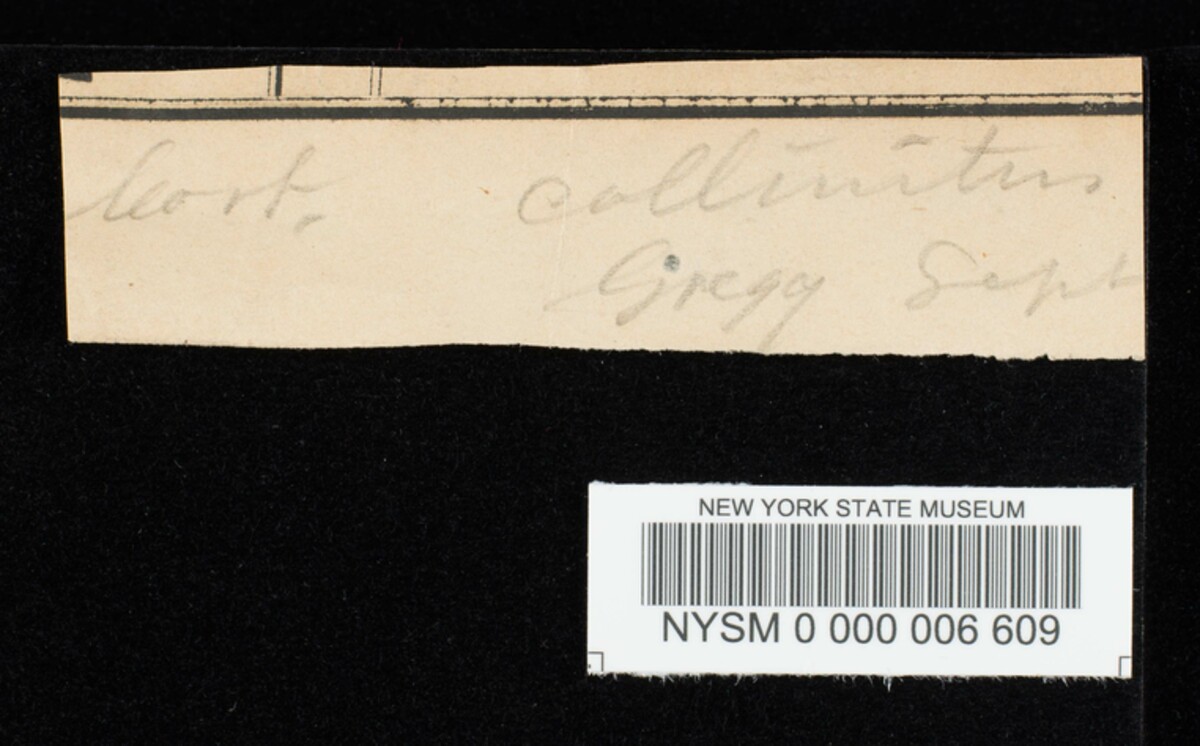 Cort. collinitus
Gregg Sept
NEW YORK STATE MUSEUM
NYSM 0 000 006 609